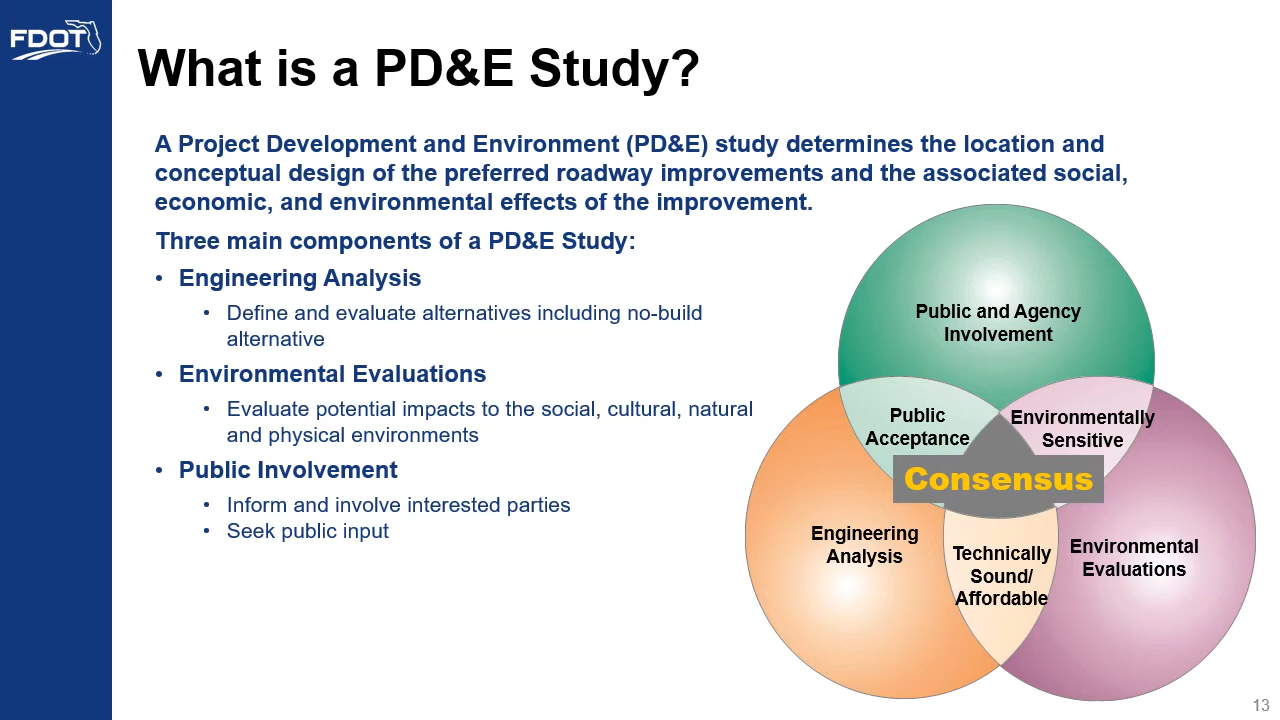 FDOT
What is a PD&E Study?
A Project Development and Environment (PD&E) study determines the location and
conceptual design of the preferred roadway improvements and the associated social,
economic, and environmental effects of the improvement.
Three main components of a PD&E Study:
• Engineering Analysis
• Define and evaluate alternatives including no-build
alternative
• Environmental Evaluations
• Evaluate potential impacts to the social, cultural, natural
and physical environments
• Public Involvement
• Inform and involve interested parties
• Seek public input
Public and Agency
Involvement
Public
Acceptance
Environmentally
Sensitive
Consensus
Engineering
Analysis
Technically
Sound/
Affordable
Environmental
Evaluations
13